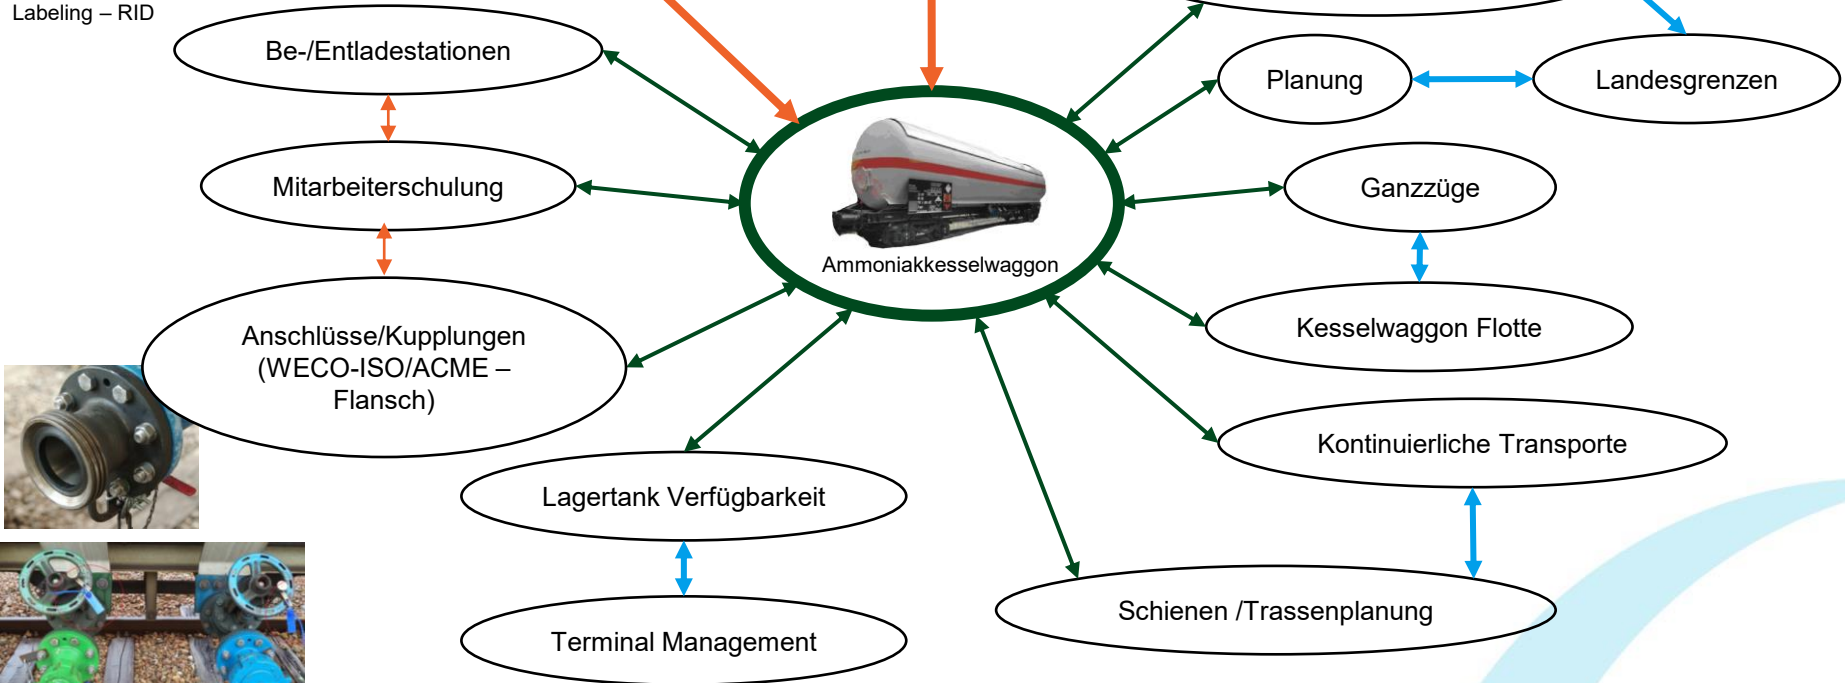 Labeling – RID
Be-/Entladestationen
Planung
Landesgrenzen
Mitarbeiterschulung
Ganzzüge
Ammoniakkesselwaggon
Anschlüsse/Kupplungen
(WECO-ISO/ACME –
Flansch)
Kesselwaggon Flotte
Kontinuierliche Transporte
Lagertank Verfügbarkeit
Schienen /Trassenplanung
Terminal Management